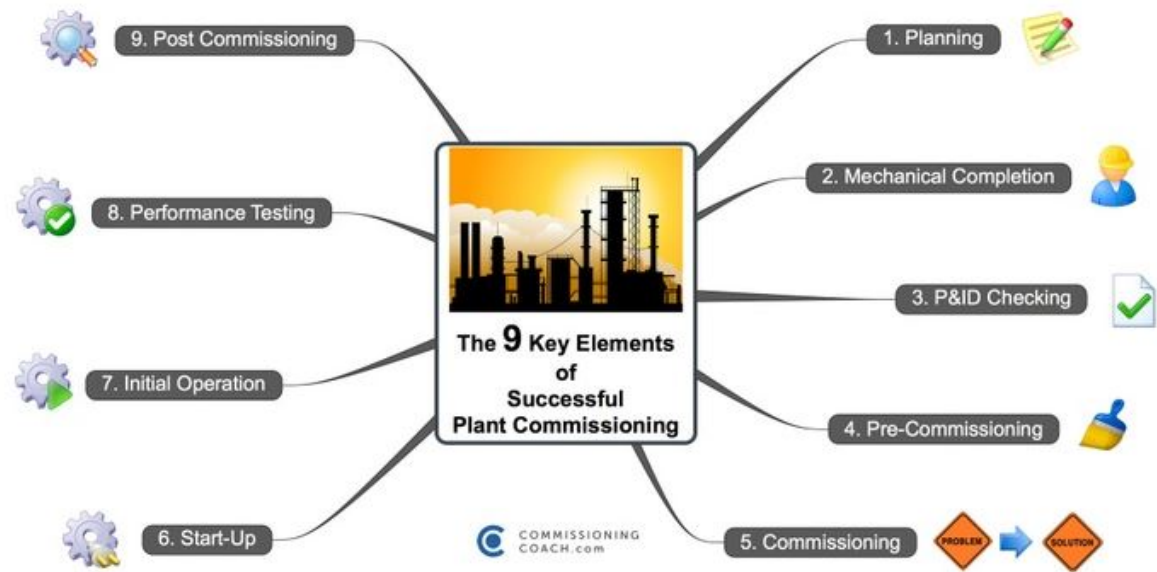 The 9 Key Elements
of
Successful
Plant Commissioning
1. Planning
2. Mechanical Completion
3. P&ID Checking
4. Pre-Commissioning
5. Commissioning
PROBLEM
SOLUTION
6. Start-Up
7. Initial Operation
8. Performance Testing
9. Post Commissioning
COMMISSIONING
COACH.com